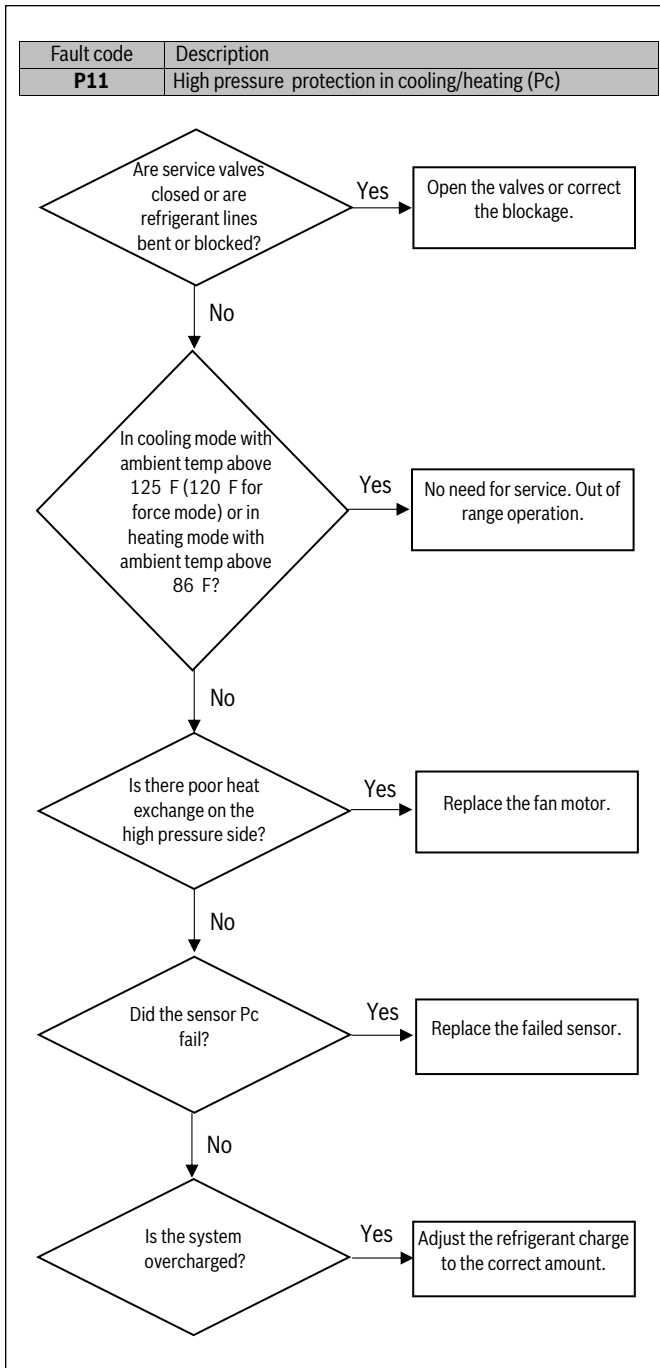 Fault code Description
P11 High pressure protection in cooling/heating (Pc)
Are service valves
closed or are
refrigerant lines
bent or blocked?
Yes
Open the valves or correct
the blockage.
No
In cooling mode with
ambient temp above
125 F (120 F for
force mode) or in
heating mode with
ambient temp above
86 F?
Yes
No need for service. Out of
range operation.
No
Is there poor heat
exchange on the
high pressure side?
Yes
Replace the fan motor.
No
Did the sensor Pc
fail?
Yes
Replace the failed sensor.
No
Is the system
overcharged?
Yes
Adjust the refrigerant charge
to the correct amount.